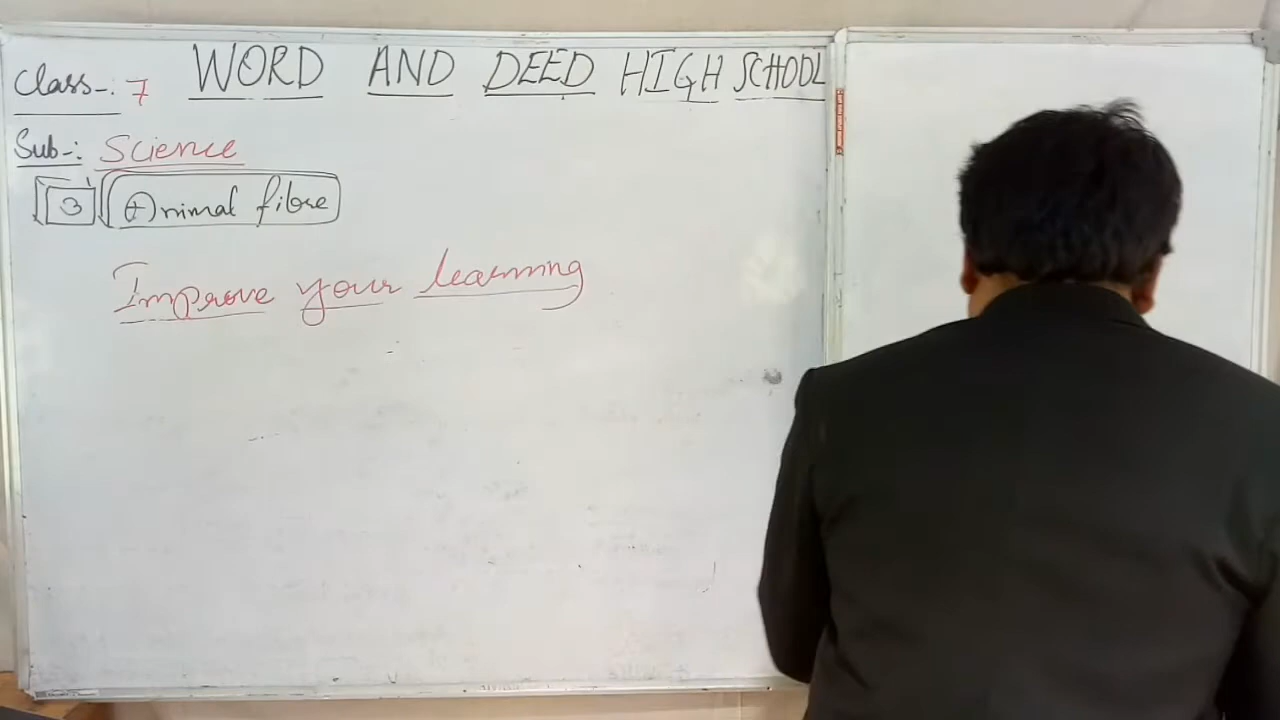 Class-: 7 WORD AND DEED HIGH SCHOOL
Sub-: Science
3 Animal fibre
Improve your learning